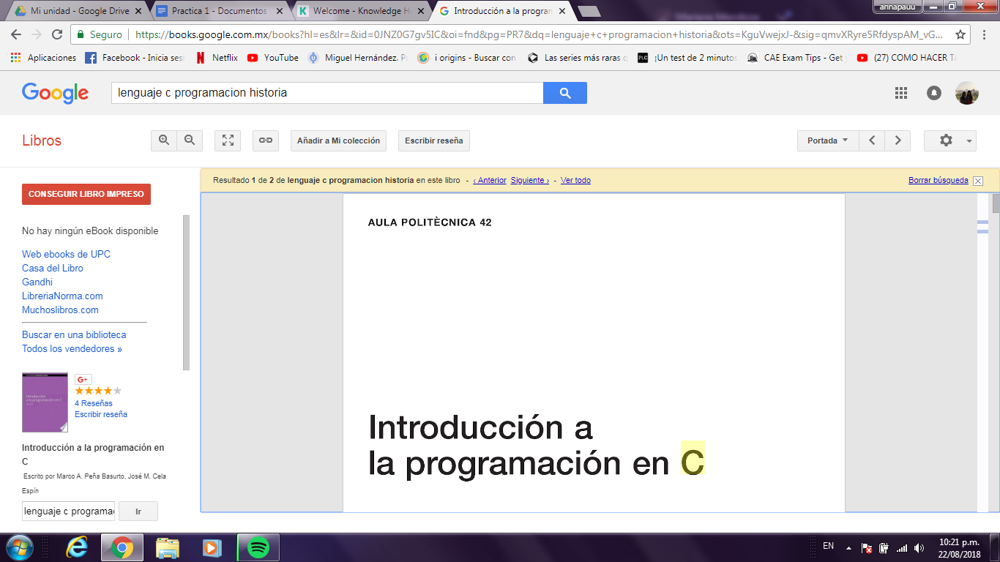 annapauu
Mi unidad - Google Drive
Practica 1 - Documentos
Welcome - Knowledge H
Introducción a la program
Seguro
https://books.google.com.mx/books?hl=es&lr=&id=0JNZ0G7gv5IC&oi=fnd&pg=PR7&dq=lenguaje+c+programacion+historia&ots=KguVwejxJ-&sig=qmvXRyre5RfdyspAM_vG...
Aplicaciones
Facebook - Inicia sesi
Netflix
YouTube
Miguel Hernández. P
i origins - Buscar con
Las series más raras
PLC
¡Un test de 2 minutos
CAE Exam Tips - Get
(27) COMO HACER TA
Google
lenguaje c programacion historia
Libros
Añadir a Mi colección
Escribir reseña
Portada
CONSEGUIR LIBRO IMPRESO
Resultado 1 de 2 de lenguaje c programacion historia en este libro - ‹ Anterior Siguiente › - Ver todo
Borrar búsqueda
No hay ningún eBook disponible
Web ebooks de UPC
Casa del Libro
Gandhi
LibreriaNorma.com
Muchoslibros.com
Buscar en una biblioteca
Todos los vendedores »
G+
4 Reseñas
Escribir reseña
Introducción a la programación en
C
Escrito por Marco A. Peña Basurto, José M. Cela
Espín
lenguaje c programa
Ir
AULA POLITÈCNICA 42
Introducción a
la programación en C
EN
10:21 p.m.
22/08/2018